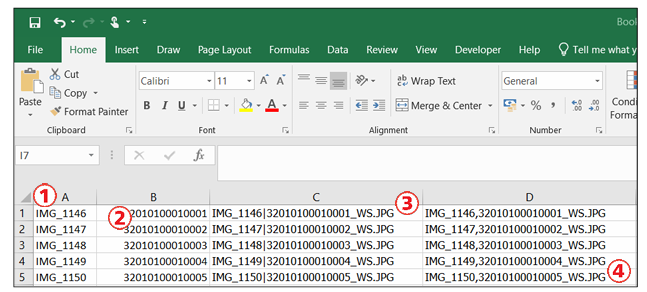 Bool
File Home Insert Draw Page Layout Formulas Data Review View Developer Help Tell me what y
Cut
Copy
Format Painter
Paste
Calibri 11 A A Wrap Text General
B I U A Merge & Center $ % , .0 .00 .00 .0
Condi
Forma
Clipboard Font Alignment Number
I7 fx
A B C D
1 IMG_1146 32010100010001 IMG_1146|32010100010001_WS.JPG IMG_1146,32010100010001_WS.JPG
2 IMG_1147 32010100010002 IMG_1147|32010100010002_WS.JPG IMG_1147,32010100010002_WS.JPG
3 IMG_1148 32010100010003 IMG_1148|32010100010003_WS.JPG IMG_1148,32010100010003_WS.JPG
4 IMG_1149 32010100010004 IMG_1149|32010100010004_WS.JPG IMG_1149,32010100010004_WS.JPG
5 IMG_1150 32010100010005 IMG_1150|32010100010005_WS.JPG IMG_1150,32010100010005_WS.JPG
1
2
3
4